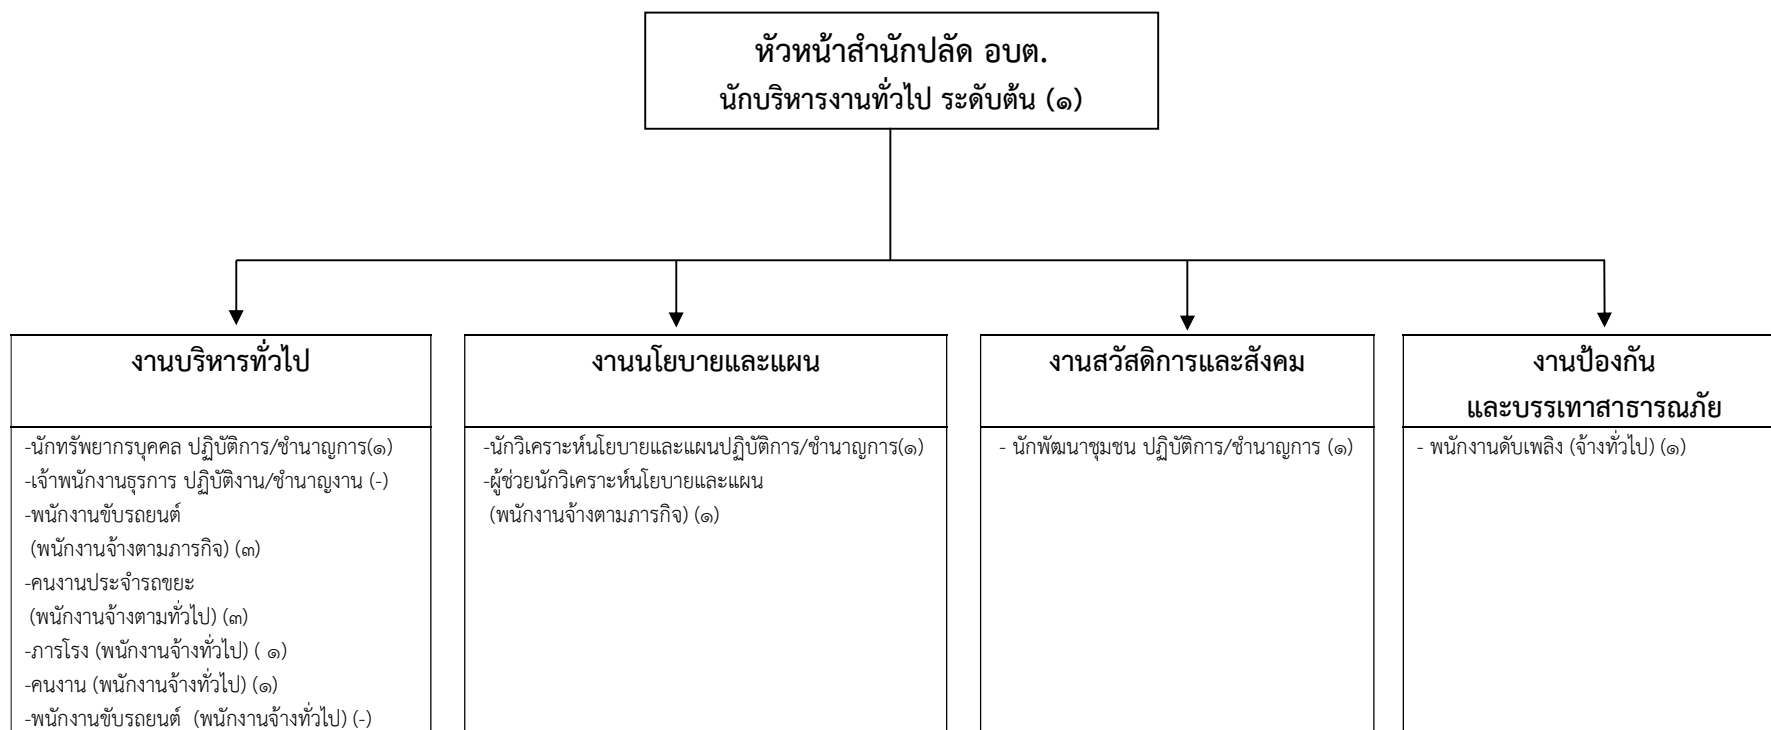 หัวหน้าสำนักปลัด อบต.
นักบริหารงานทั่วไป ระดับต้น (๑)
งานบริหารทั่วไป
-นักทรัพยากรบุคคล ปฏิบัติการ/ชำนาญการ(๑)
-เจ้าพนักงานธุรการ ปฏิบัติงาน/ชำนาญงาน (-)
-พนักงานขับรถยนต์
(พนักงานจ้างตามภารกิจ) (๓)
-คนงานประจำรถขยะ
(พนักงานจ้างตามทั่วไป) (๓)
-ภารโรง (พนักงานจ้างทั่วไป) ( ๑)
-คนงาน (พนักงานจ้างทั่วไป) (๑)
-พนักงานขับรถยนต์  (พนักงานจ้างทั่วไป) (-)
งานนโยบายและแผน
-นักวิเคราะห์นโยบายและแผนปฏิบัติการ/ชำนาญการ(๑)
-ผู้ช่วยนักวิเคราะห์นโยบายและแผน
(พนักงานจ้างตามภารกิจ) (๑)
งานสวัสดิการและสังคม
- นักพัฒนาชุมชน ปฏิบัติการ/ชำนาญการ (๑)
งานป้องกัน
และบรรเทาสาธารณภัย
- พนักงานดับเพลิง (จ้างทั่วไป) (๑)